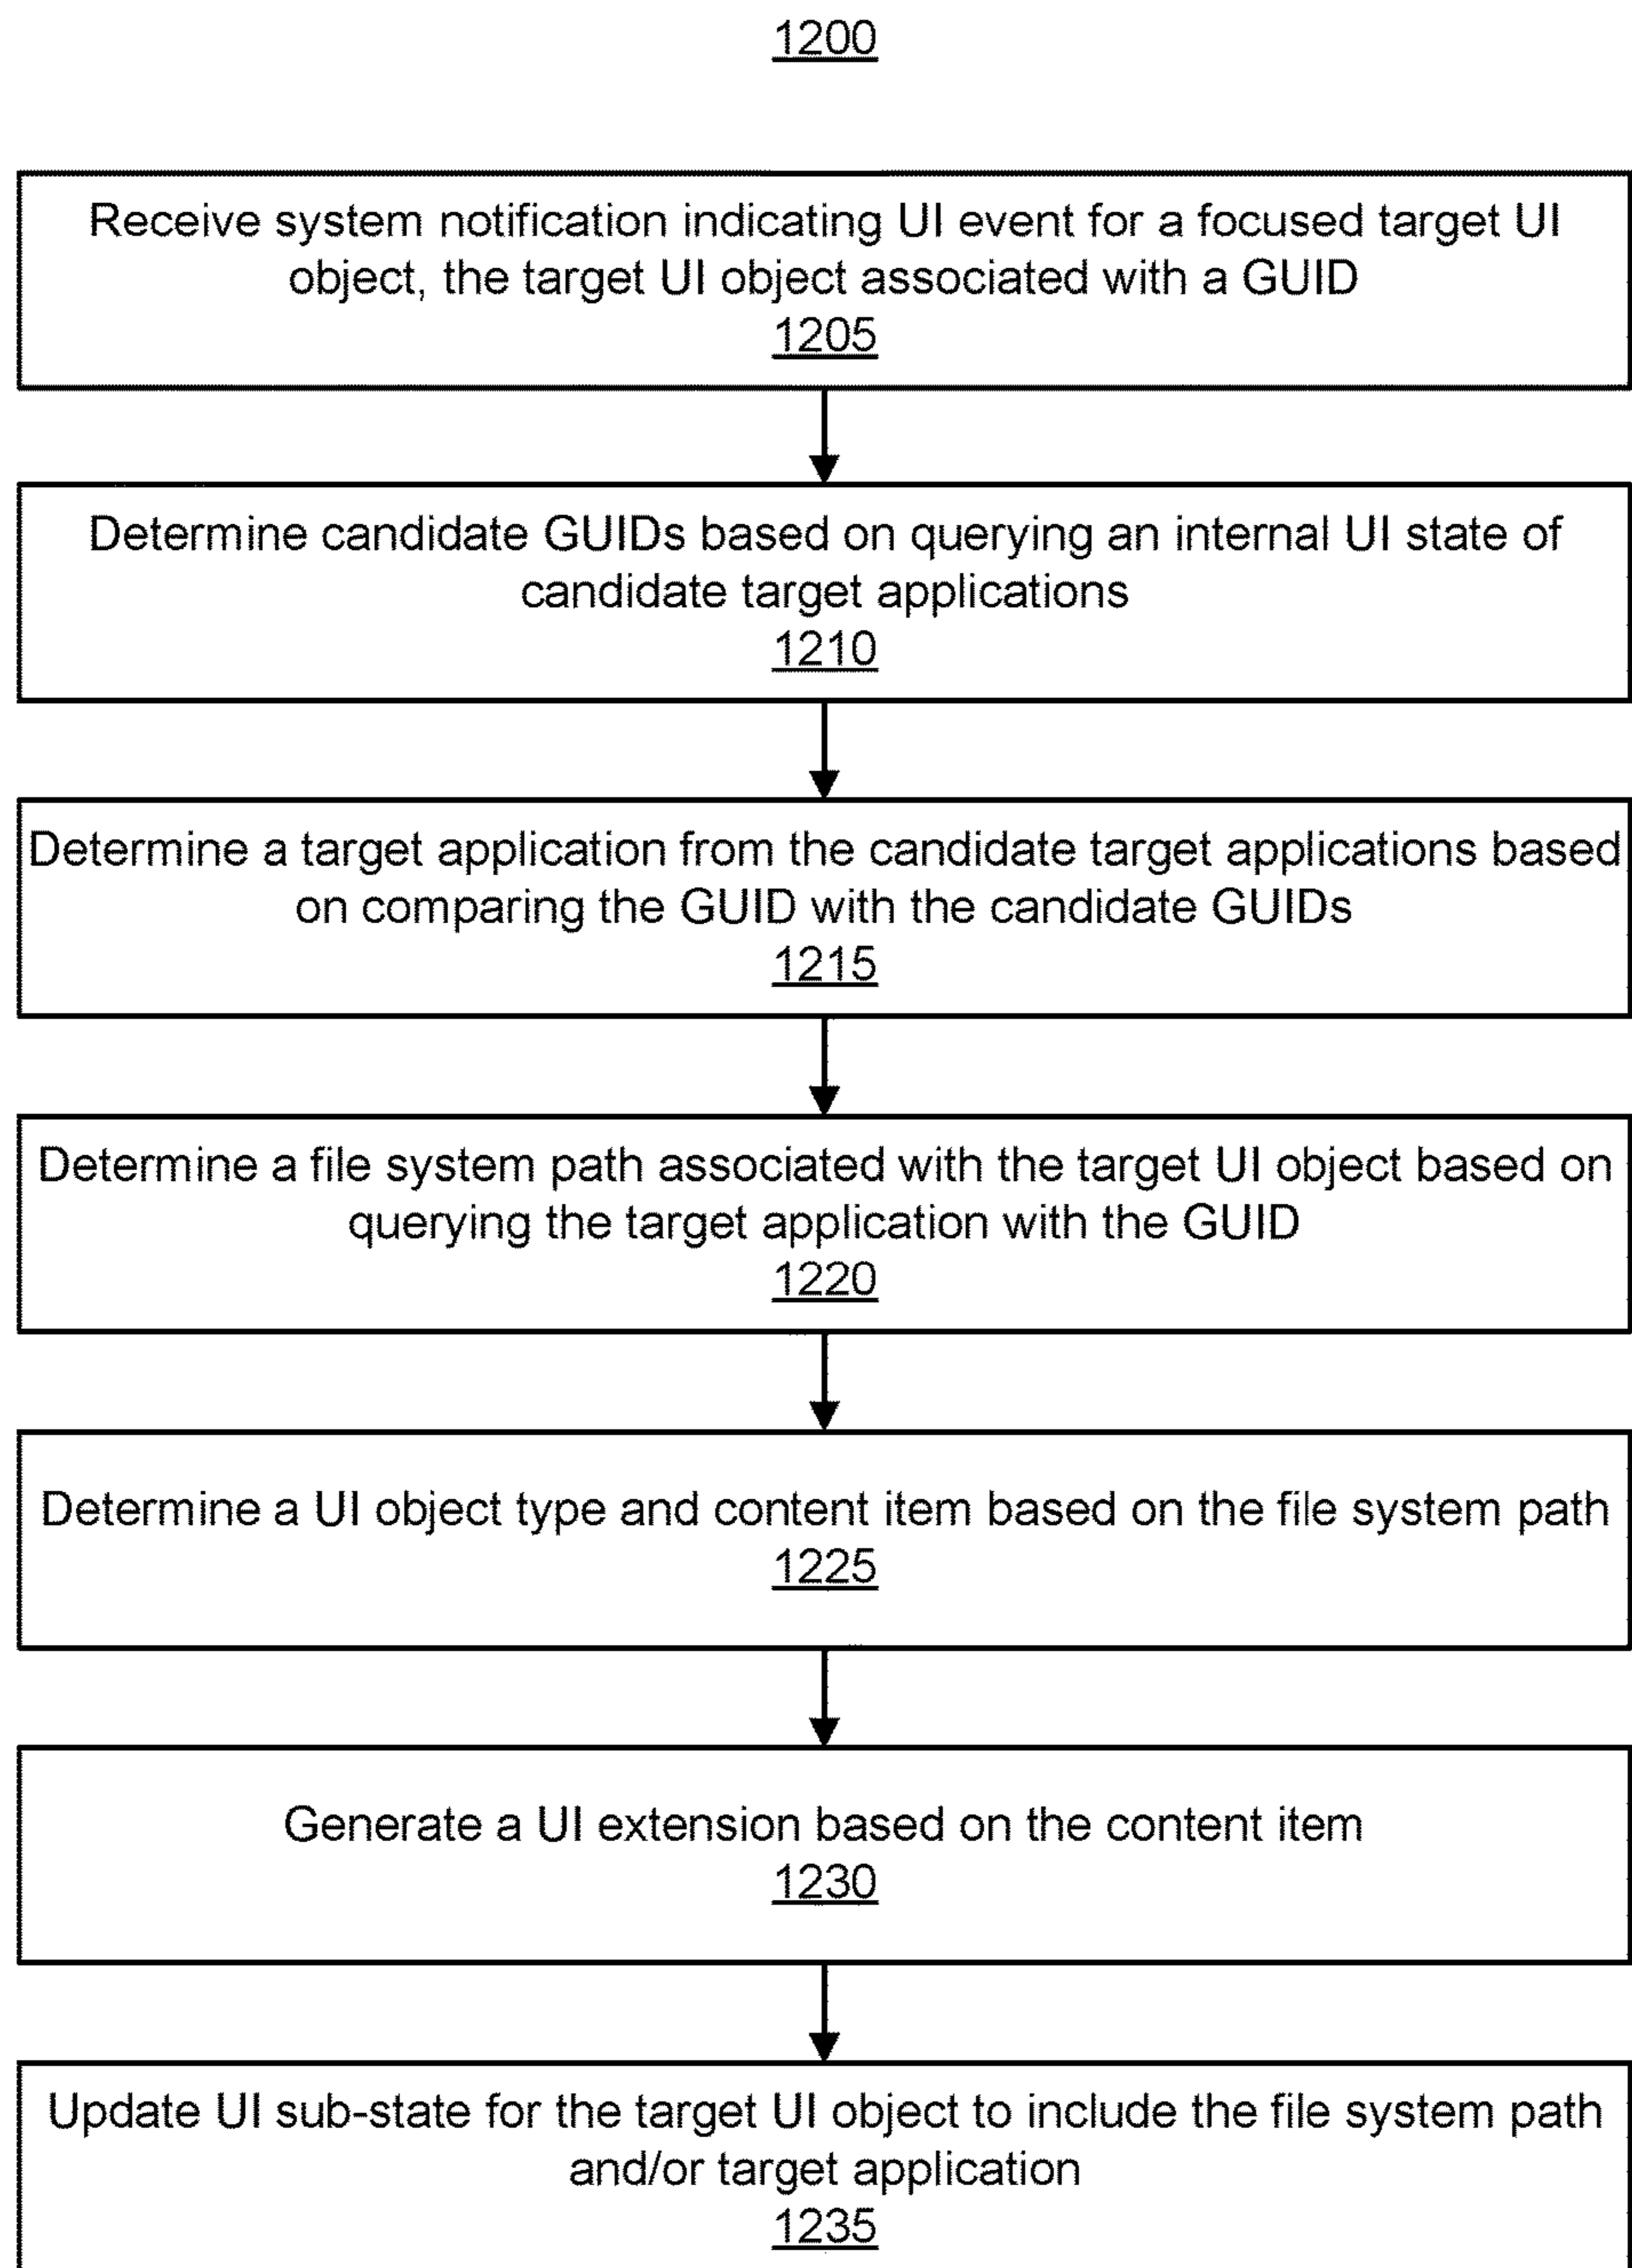 1200
Receive system notification indicating UI event for a focused target UI
object, the target UI object associated with a GUID
1205
Determine candidate GUIDs based on querying an internal UI state of
candidate target applications
1210
Determine a target application from the candidate target applications based
on comparing the GUID with the candidate GUIDs
1215
Determine a file system path associated with the target UI object based on
querying the target application with the GUID
1220
Determine a UI object type and content item based on the file system path
1225
Generate a UI extension based on the content item
1230
Update UI sub-state for the target UI object to include the file system path
and/or target application
1235